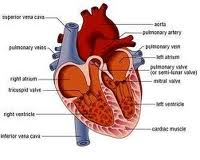 superior vena cava
aorta
pulmonary artery
pulmonary veins
pulmonary vein
left atrium
right atrium
pulmonary valve
(or semi-lunar valve)
tricuspid valve
mitral valve
right ventricle
left ventricle
inferior vena cava
cardiac muscle